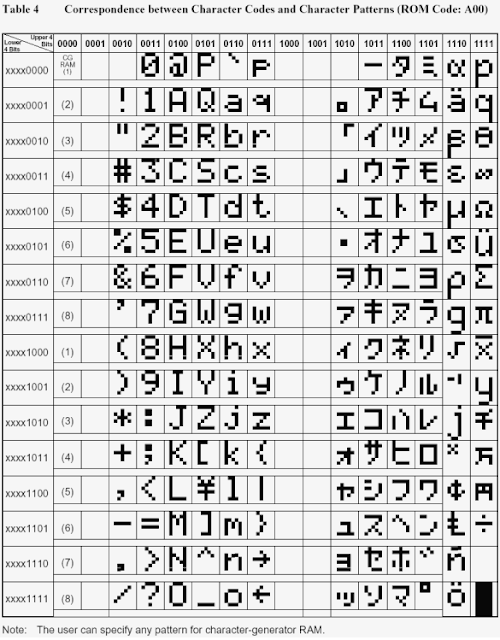 Table 4 Correspondence between Character Codes and Character Patterns (ROM Code: A00)
Upper 4 Bits Lower 4 Bits 0000 0001 0010 0011 0100 0101 0110 0111 1000 1001 1010 1011 1100 1101 1110 1111
xxxx0000 CG RAM (1) 0 @ P ` p ー タ ミ α p
xxxx0001 (2) ! 1 A Q a q 。 ア チ ム ä q
xxxx0010 (3) " 2 B R b r 「 イ ツ メ β θ
xxxx0011 (4) # 3 C S c s 」 ウ テ モ ε ∞
xxxx0100 (5) $ 4 D T d t 、 エ ト ヤ μ Ω
xxxx0101 (6) % 5 E U e u ・ オ ナ ユ σ ü
xxxx0110 (7) & 6 F V f v ヲ カ ニ ヨ ρ Σ
xxxx0111 (8) ' 7 G W g w ァ キ ヌ ラ g π
xxxx1000 (1) ( 8 H X h x ィ ク ネ リ √ x̄
xxxx1001 (2) ) 9 I Y i y ゥ ケ ノ ル ⁻¹ y
xxxx1010 (3) * : J Z j z ェ コ ハ レ j 千
xxxx1011 (4) + ; K [ k { ォ サ ヒ ロ ˣ 万
xxxx1100 (5) , < L ¥ l | ャ シ フ ワ ¢ 円
xxxx1101 (6) - = M ] m } ュ ス ヘ ン £ ÷
xxxx1110 (7) . > N ^ n → ョ セ ホ ゛ ñ
xxxx1111 (8) / ? O _ o ← ッ ソ マ ゜ ö █
Note: The user can specify any pattern for character-generator RAM.